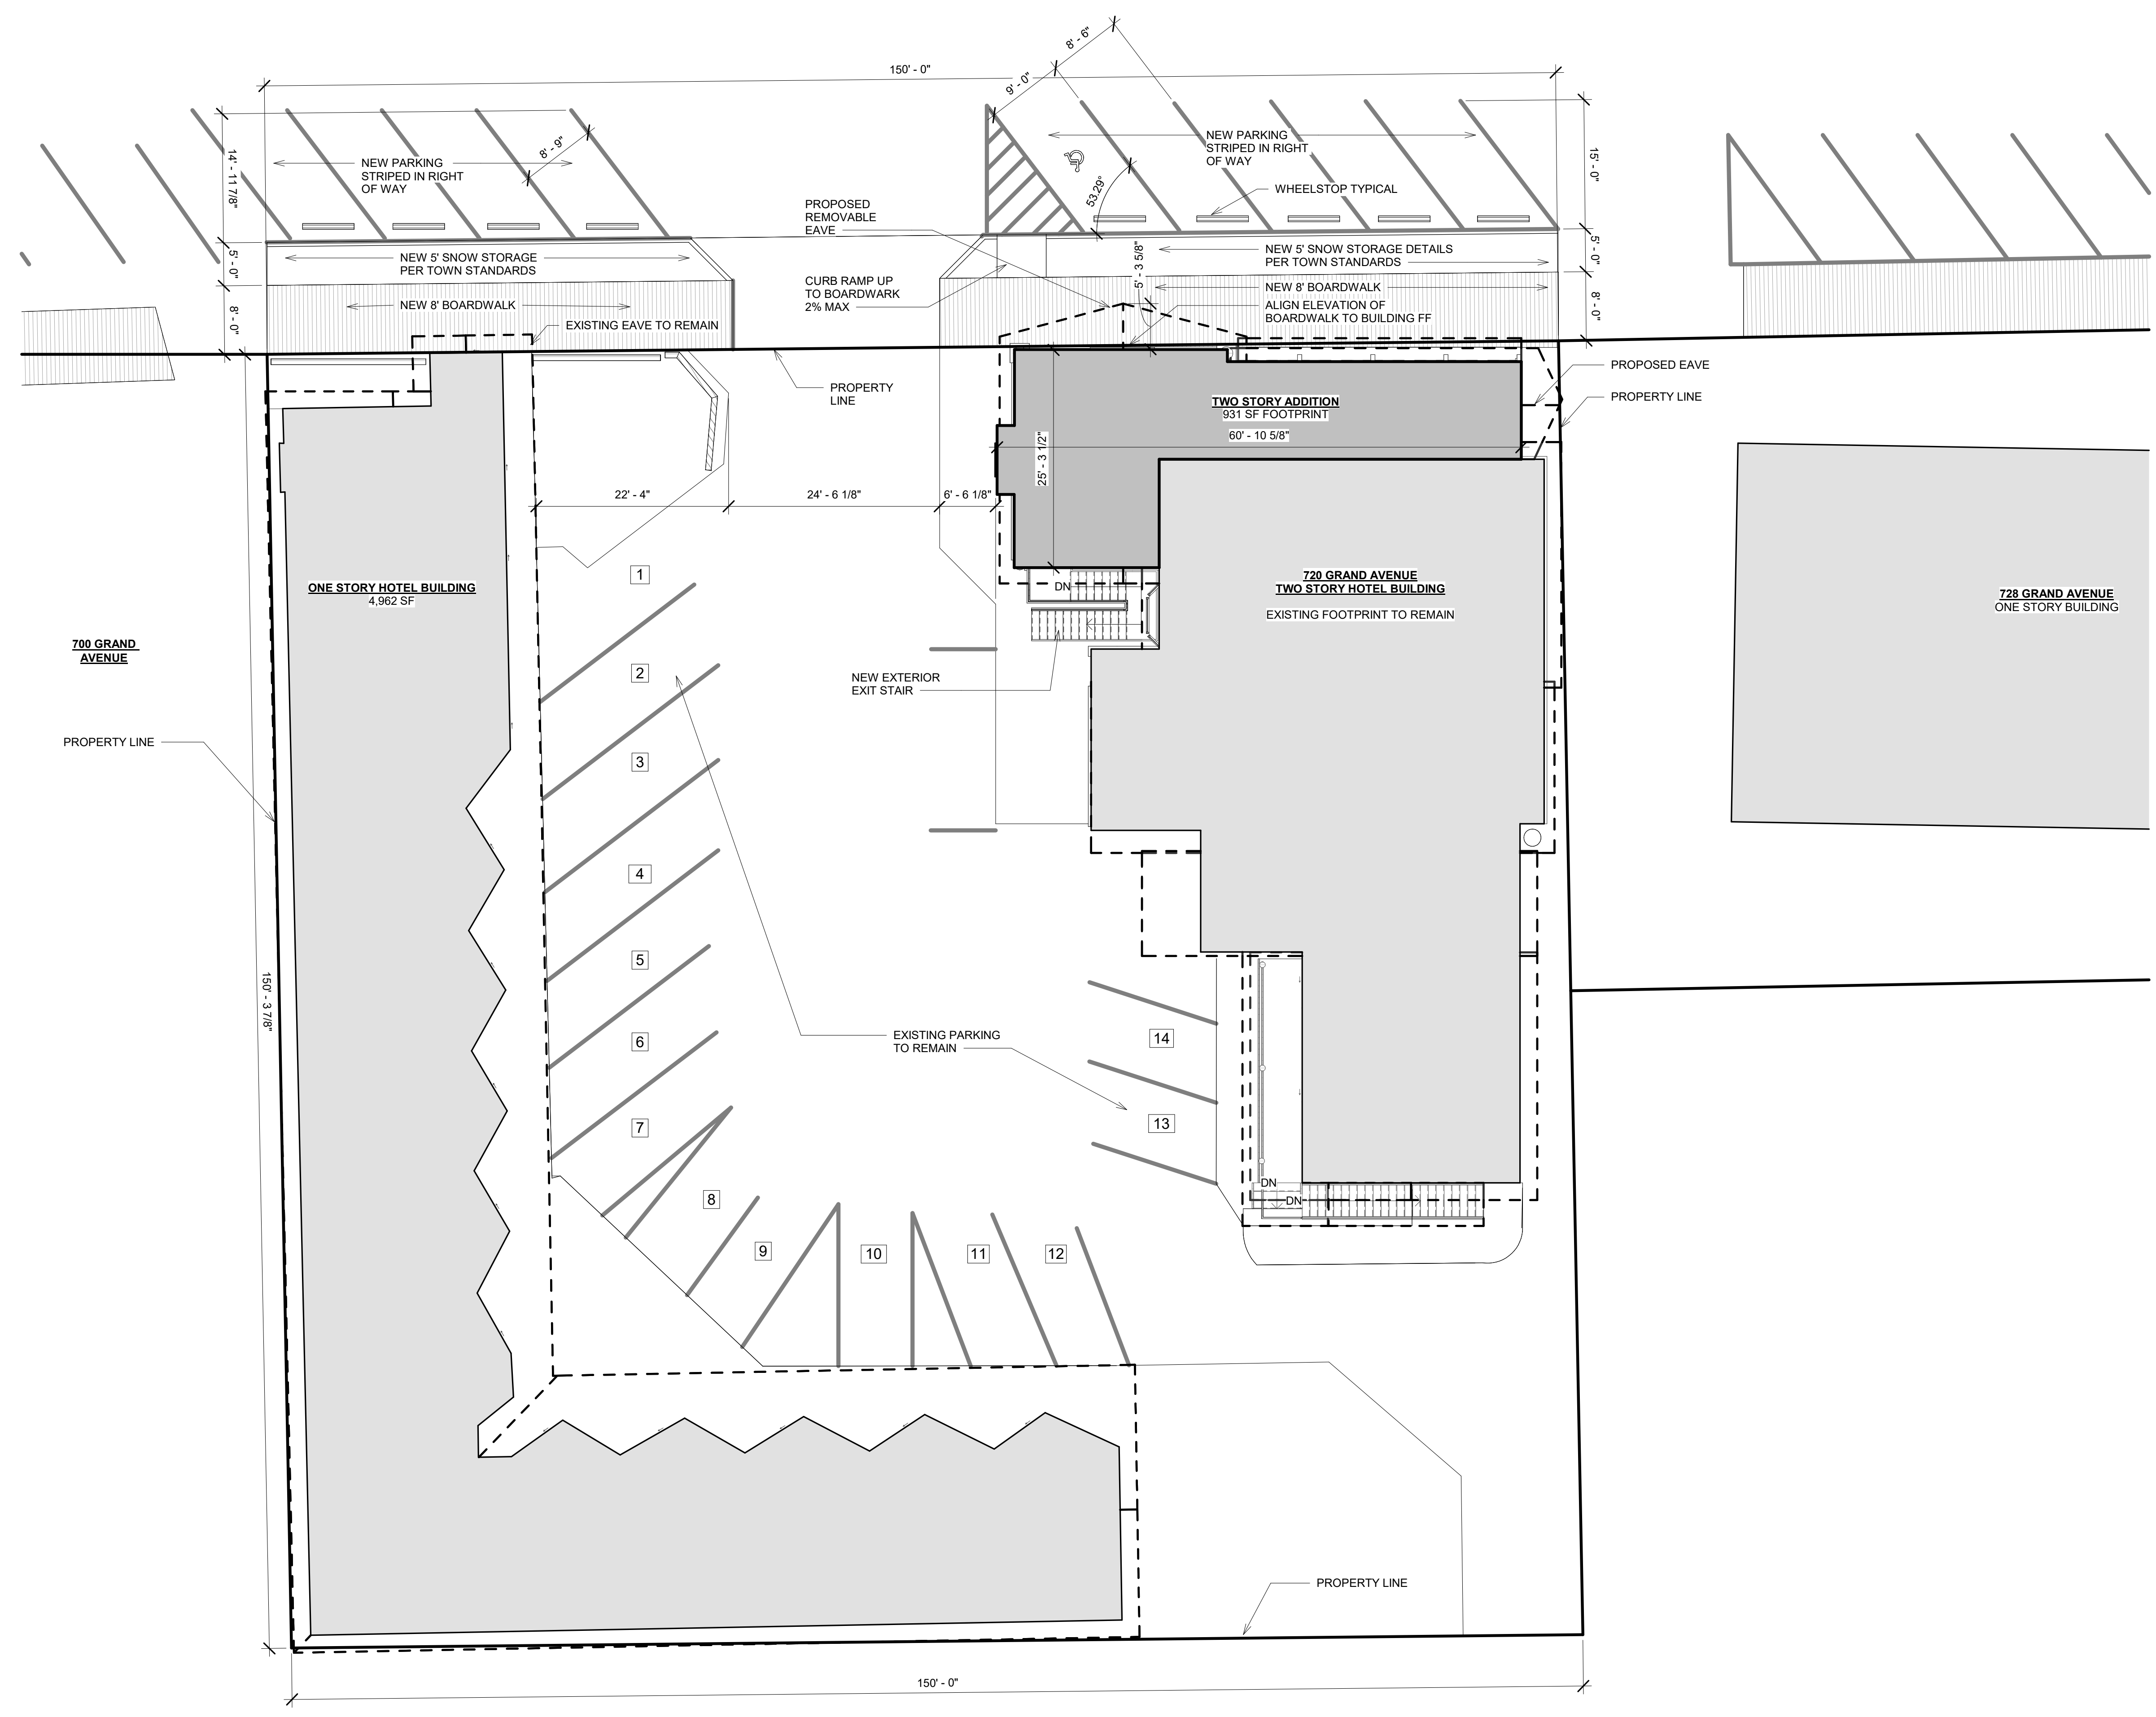 8' - 6"
150' - 0"
9' - 0"
14' - 11 7/8"
8' - 9"
NEW PARKING
STRIPED IN RIGHT
OF WAY
NEW PARKING
STRIPED IN RIGHT
OF WAY
15' - 0"
53.29°
WHEELSTOP TYPICAL
PROPOSED
REMOVABLE
EAVE
5' - 0"
NEW 5' SNOW STORAGE
PER TOWN STANDARDS
5' - 3 5/8"
NEW 5' SNOW STORAGE DETAILS
PER TOWN STANDARDS
5' - 0"
CURB RAMP UP
TO BOARDWARK
2% MAX
8' - 0"
NEW 8' BOARDWALK
NEW 8' BOARDWALK
8' - 0"
ALIGN ELEVATION OF
BOARDWALK TO BUILDING FF
EXISTING EAVE TO REMAIN
PROPERTY
LINE
PROPOSED EAVE
PROPERTY LINE
TWO STORY ADDITION
931 SF FOOTPRINT
60' - 10 5/8"
25' - 3 1/2"
22' - 4"
24' - 6 1/8"
6' - 6 1/8"
ONE STORY HOTEL BUILDING
4,962 SF
1
DN
720 GRAND AVENUE
TWO STORY HOTEL BUILDING
EXISTING FOOTPRINT TO REMAIN
728 GRAND AVENUE
ONE STORY BUILDING
700 GRAND
AVENUE
2
NEW EXTERIOR
EXIT STAIR
PROPERTY LINE
3
4
5
150' - 3 7/8"
6
EXISTING PARKING
TO REMAIN
14
7
13
8
DN
DN
9
10
11
12
PROPERTY LINE
150' - 0"